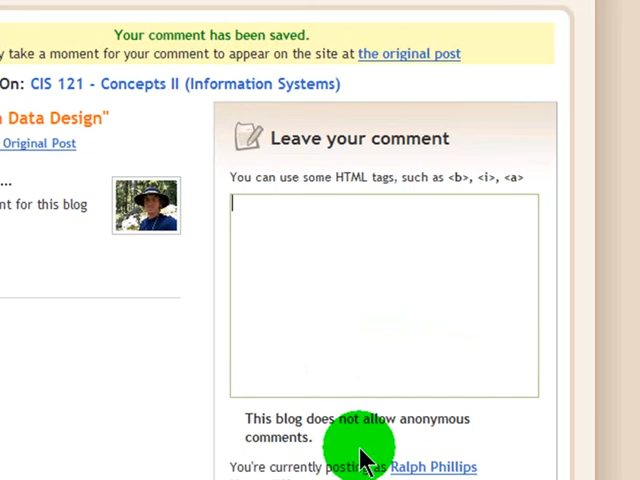 Your comment has been saved.
y take a moment for your comment to appear on the site at the original post
On: CIS 121 - Concepts II (Information Systems)
Data Design"
Original Post
...
nt for this blog
Leave your comment
You can use some HTML tags, such as <b>, <i>, <a>
This blog does not allow anonymous
comments.
You're currently posting as Ralph Phillips